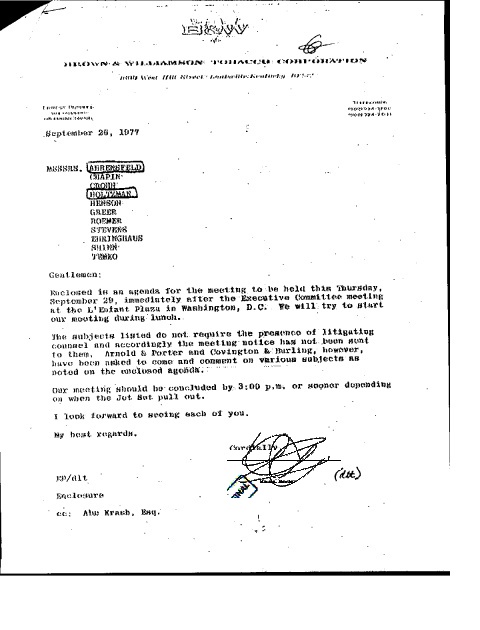 B&W
BROWN & WILLIAMSON TOBACCO CORPORATION
1600 West Hill Street Louisville, Kentucky
September 26, 1977
MESSRS. AHRENSFELD
CHAPIN
CROHN
HOLTZMAN
HENSON
GREER
ROEMER
STEVENS
EHRINGHAUS
SHINN
YEAKO
Gentlemen:
Enclosed is an agenda for the meeting to be held this Thursday,
September 29, immediately after the Executive Committee meeting
at the L'Enfant Plaza in Washington, D.C. We will try to start
our meeting during lunch.
The subjects listed do not require the presence of litigating
counsel and accordingly the meeting notice has not been sent
to them. Arnold & Porter and Covington & Burling, however,
have been asked to come and comment on various subjects as
noted on the enclosed agenda.
Our meeting should be concluded by 3:00 p.m. or sooner depending
on when the Jet Set pull out.
I look forward to seeing each of you.
My best regards.
Cordially
(dlt)
EP/dlt
Enclosure
cc: Abe Krash, Esq.